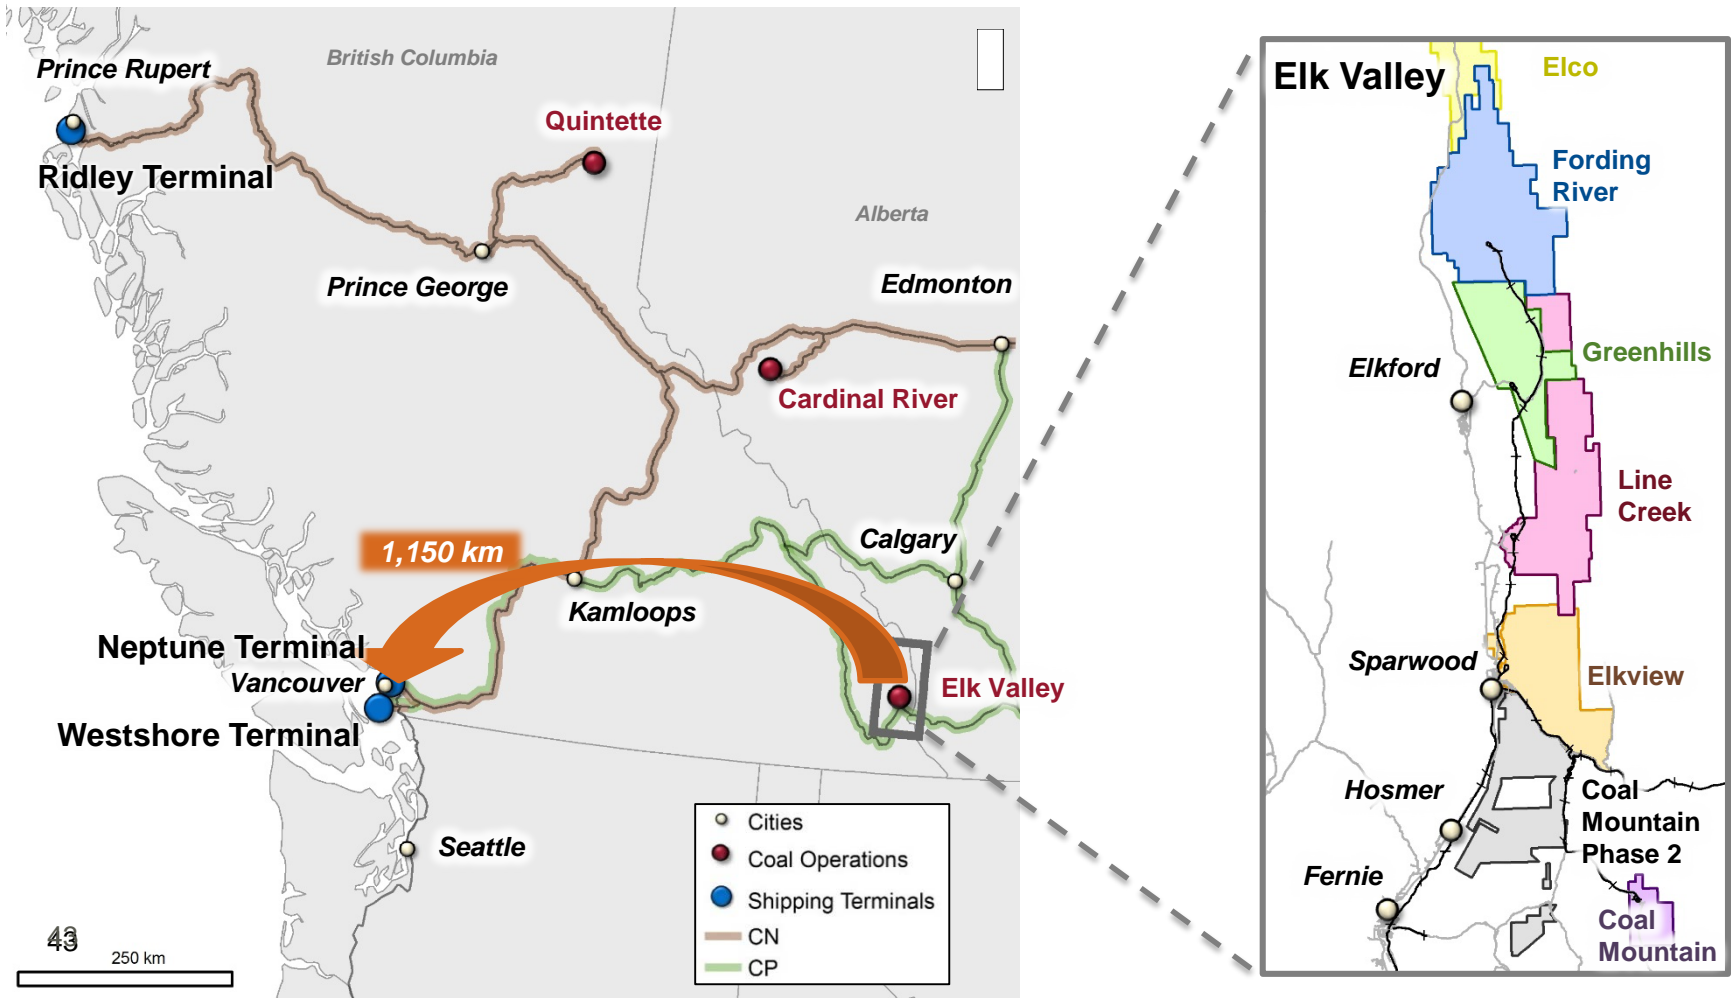 British Columbia
Prince Rupert
Quintette
Ridley Terminal
Alberta
Prince George
Edmonton
Cardinal River
1,150 km
Calgary
Kamloops
Neptune Terminal
Vancouver
Elk Valley
Westshore Terminal
Seattle
Cities
Coal Operations
Shipping Terminals
CN
CP
43
250 km
Elk Valley
Elco
Fording
River
Greenhills
Elkford
Line
Creek
Sparwood
Elkview
Hosmer
Coal
Mountain
Phase 2
Fernie
Coal
Mountain